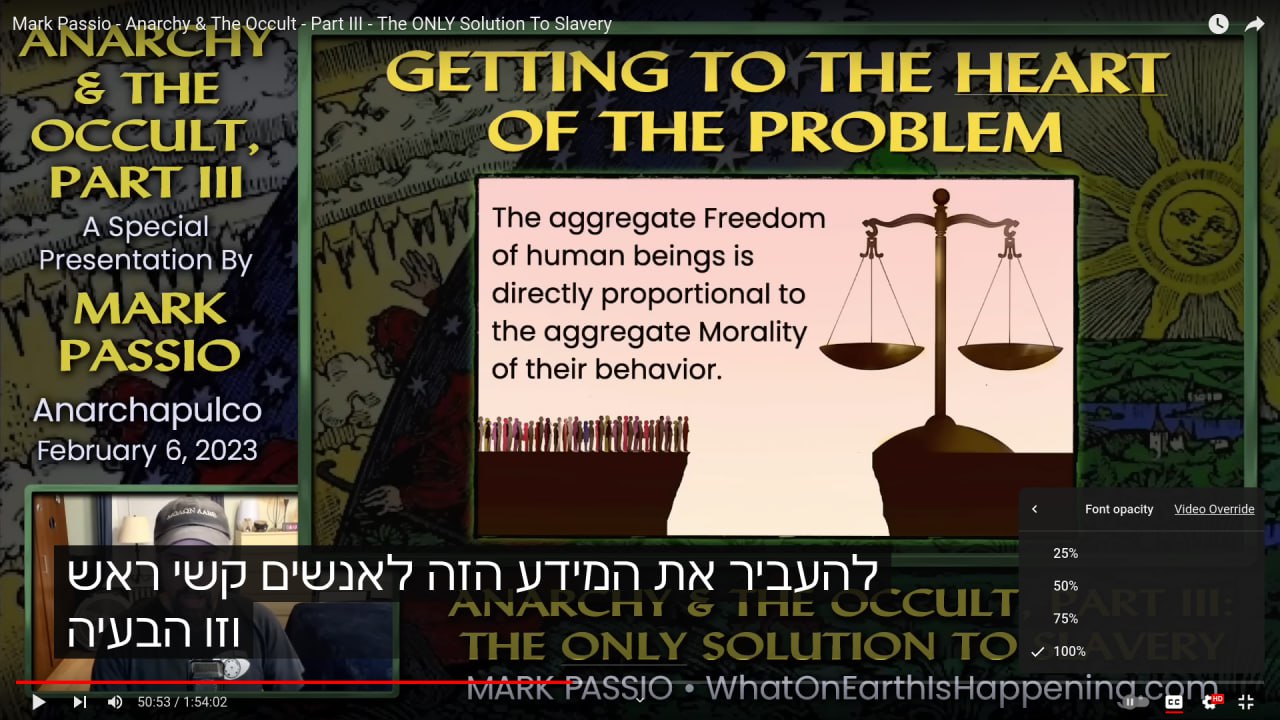 Mark Passio - Anarchy & The Occult - Part III - The ONLY Solution To Slavery
ANARCHY
& THE
OCCULT,
PART III
A Special
Presentation By
MARK
PASSIO
Anarchapulco
February 6, 2023
GETTING TO THE HEART
OF THE PROBLEM
The aggregate Freedom
of human beings is
directly proportional to
the aggregate Morality
of their behavior.
ΜΟΛΩΝ ΛΑΒΕ
להעביר את המידע הזה לאנשים קשי ראש
וזו הבעיה
Font opacity Video Override
25%
50%
75%
100%
ANARCHY & THE OCCULT, PART III:
THE ONLY SOLUTION TO SLAVERY
MARK PASSIO • WhatOnEarthIsHappening.com
50:53 / 1:54:02
CC
HD